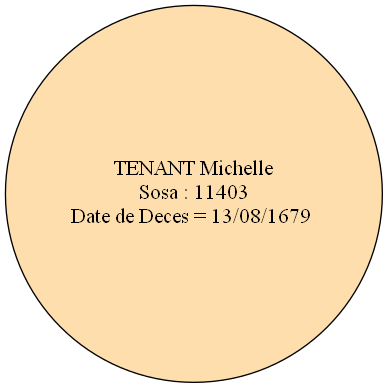 TENANT Michelle
Sosa : 11403
Date de Deces = 13/08/1679